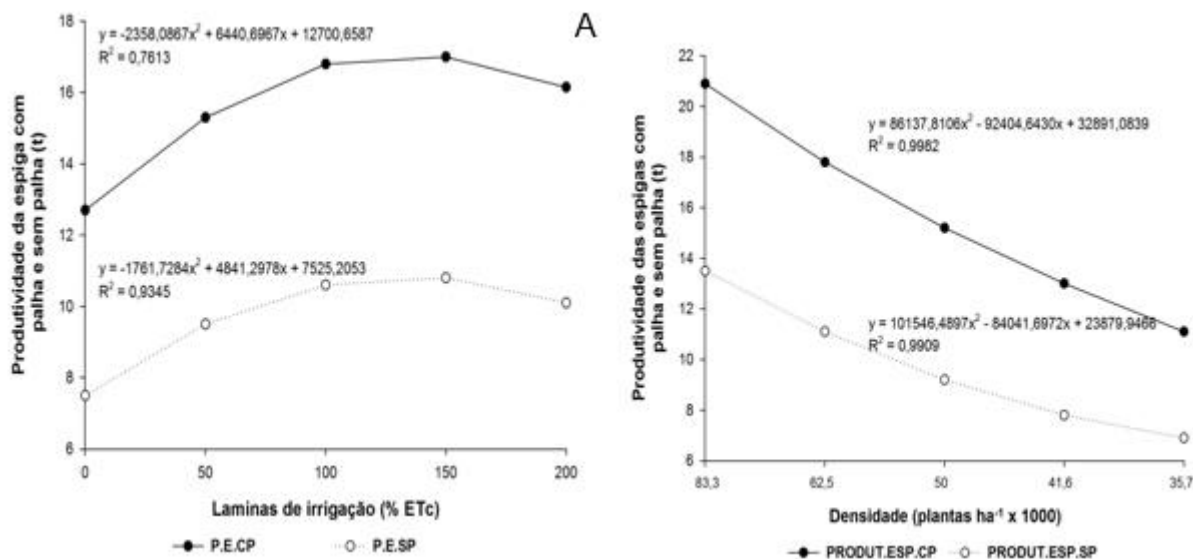 A
Produtividade da espiga com
palha e sem palha (t)
18
16
14
12
10
8
6
y = -2358,0867x² + 6440,6967x + 12700,6587
R² = 0,7613
y = -1761,7284x² + 4841,2978x + 7525,2053
R² = 0,9345
0 50 100 150 200
Laminas de irrigação (% ETc)
P.E.CP P.E.SP
Produtividade das espigas com
palha e sem palha (t)
22
20
18
16
14
12
10
8
6
y = 86137,8106x² - 92404,6430x + 32891,0839
R² = 0,9982
y = 101546,4897x² - 84041,6972x + 23879,9466
R² = 0,9909
83,3 62,5 50 41,6 35,7
Densidade (plantas ha⁻¹ x 1000)
PRODUT.ESP.CP PRODUT.ESP.SP